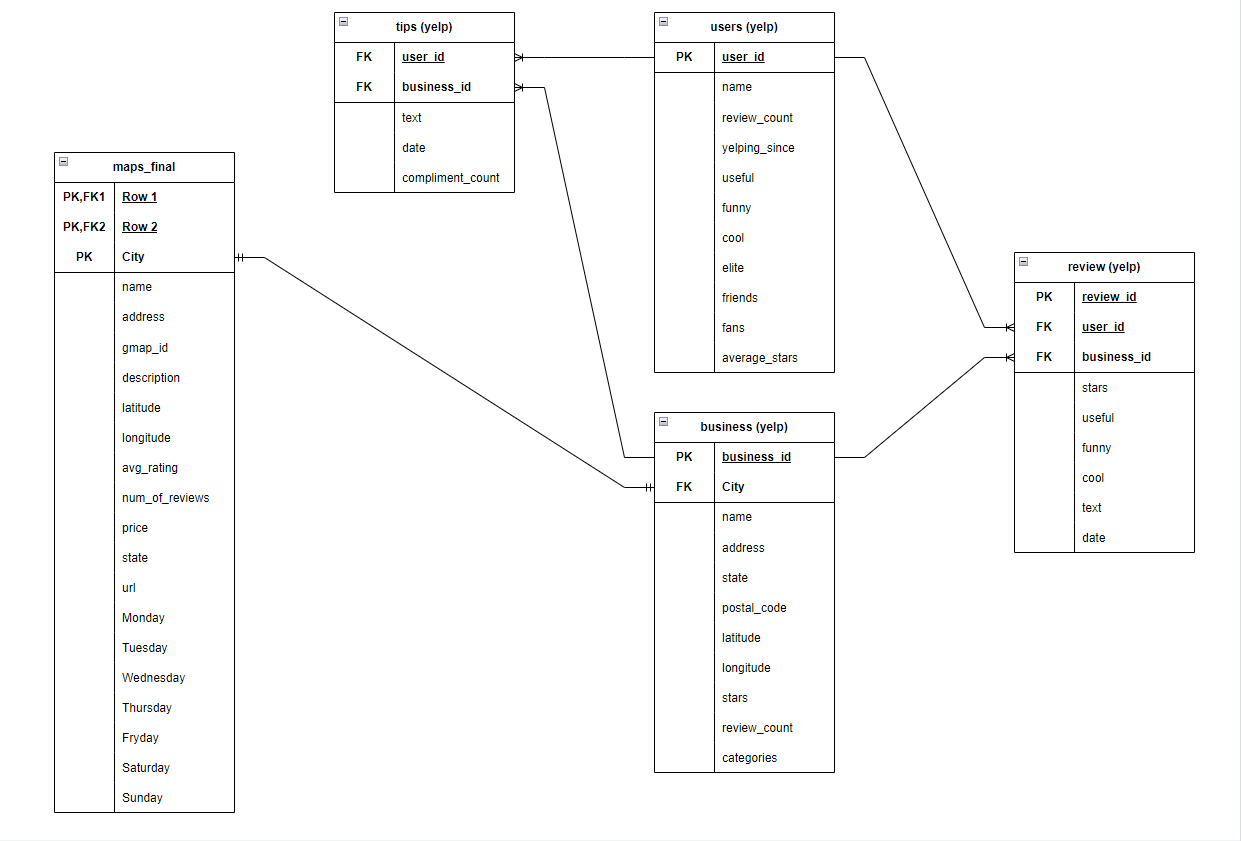 tips (yelp)
FK user_id
FK business_id
text
date
compliment_count
users (yelp)
PK user_id
name
review_count
yelping_since
useful
funny
cool
elite
friends
fans
average_stars
maps_final
PK,FK1 Row 1
PK,FK2 Row 2
PK City
name
address
gmap_id
description
latitude
longitude
avg_rating
num_of_reviews
price
state
url
Monday
Tuesday
Wednesday
Thursday
Fryday
Saturday
Sunday
business (yelp)
PK business_id
FK City
name
address
state
postal_code
latitude
longitude
stars
review_count
categories
review (yelp)
PK review_id
FK user_id
FK business_id
stars
useful
funny
cool
text
date